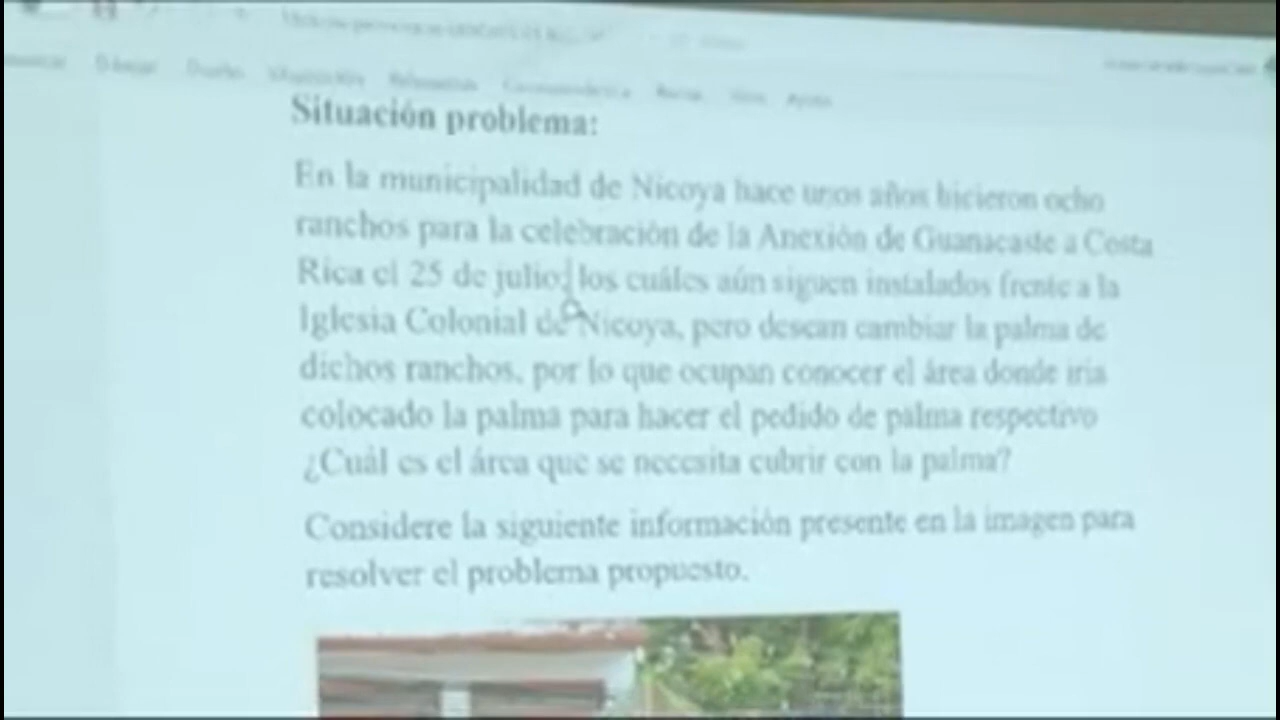 Situación problema:
En la municipalidad de Nicoya hace unos años hicieron ocho
ranchos para la celebración de la Anexión de Guanacaste a Costa
Rica el 25 de julio, los cuáles aún siguen instalados frente a la
Iglesia Colonial de Nicoya, pero desean cambiar la palma de
dichos ranchos, por lo que ocupan conocer el área donde iria
colocado la palma para hacer el pedido de palma respectivo
¿Cuál es el área que se necesita cubrir con la palma?
Considere la siguiente información presente en la imagen para
resolver el problema propuesto.